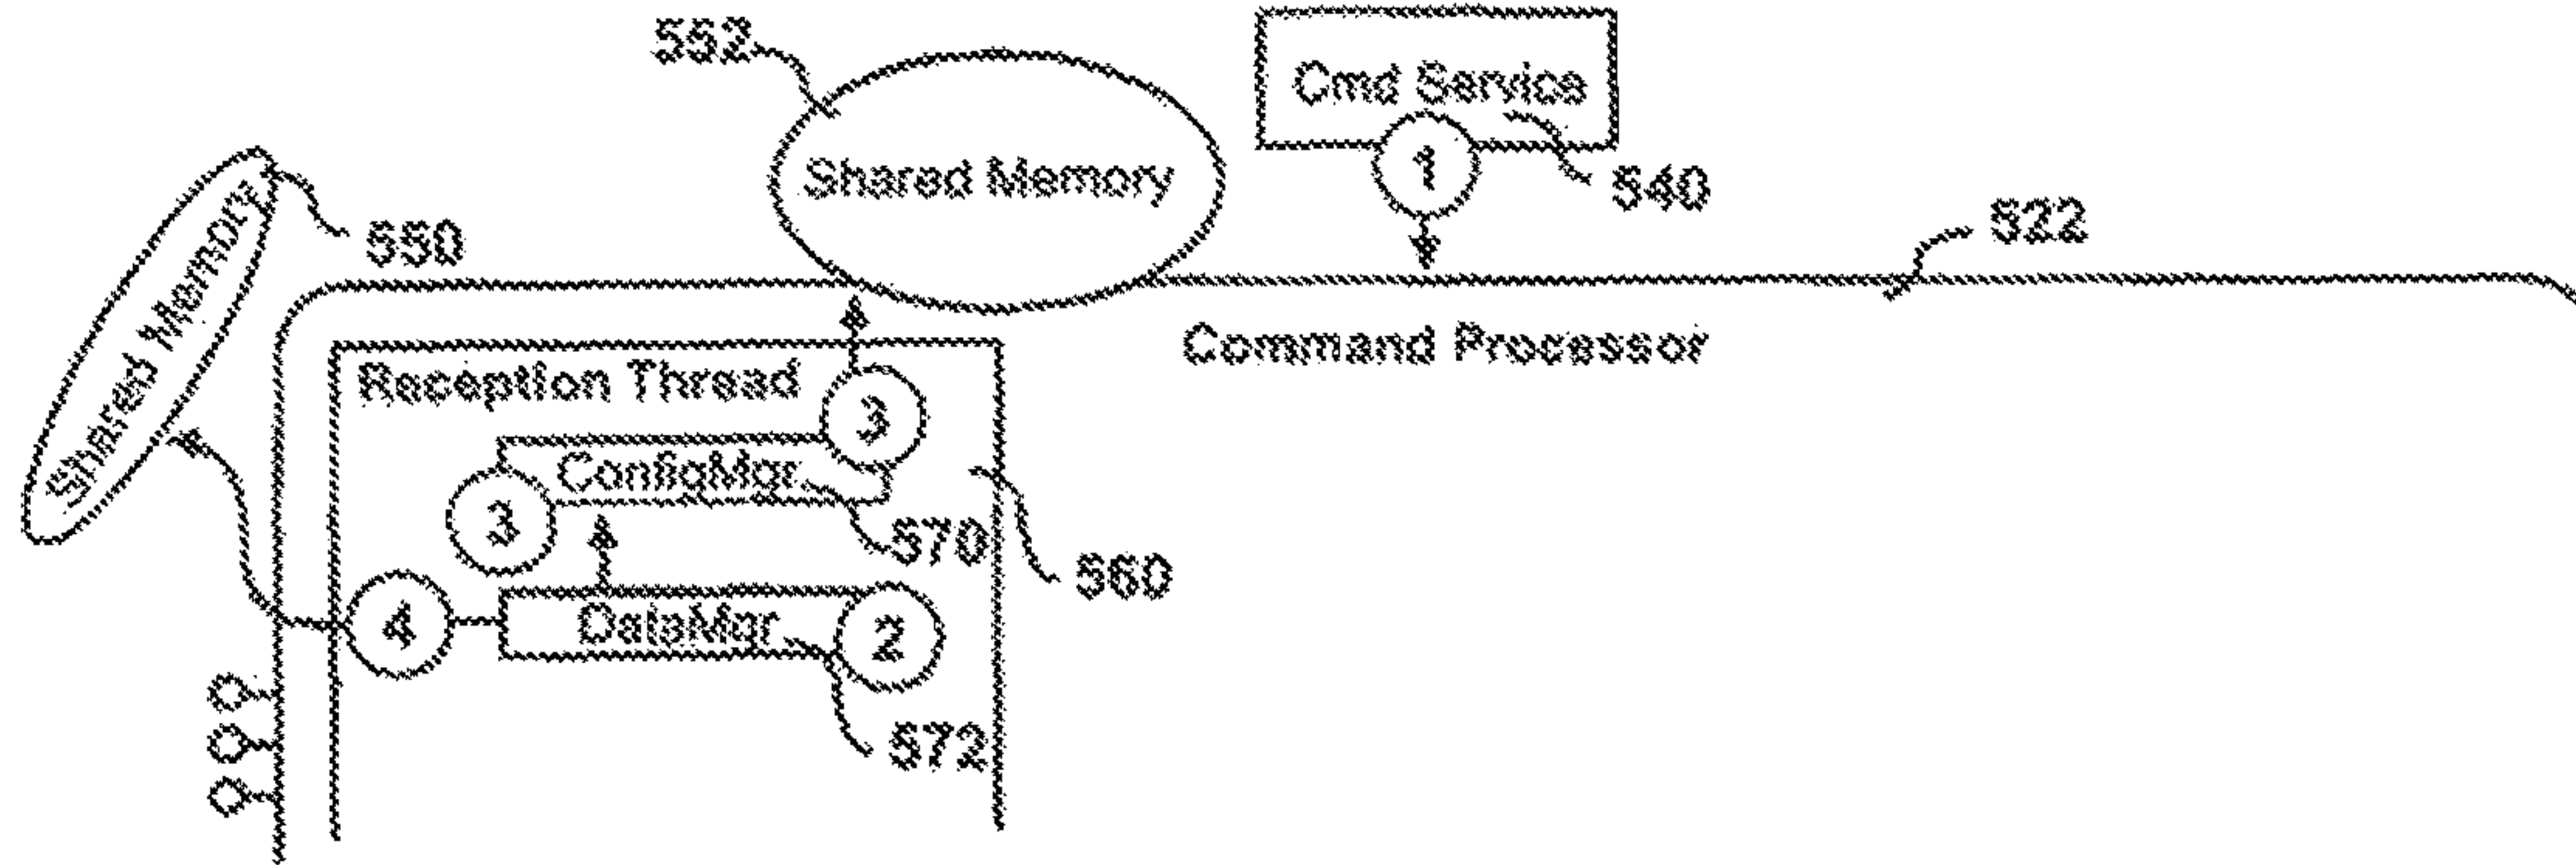 552
Cmd Service
Shared Memory
1
540
550
522
Shared Memory
Command Processor
Reception Thread
3
ConfigMgr
3
570
560
4
DataMgr
2
572